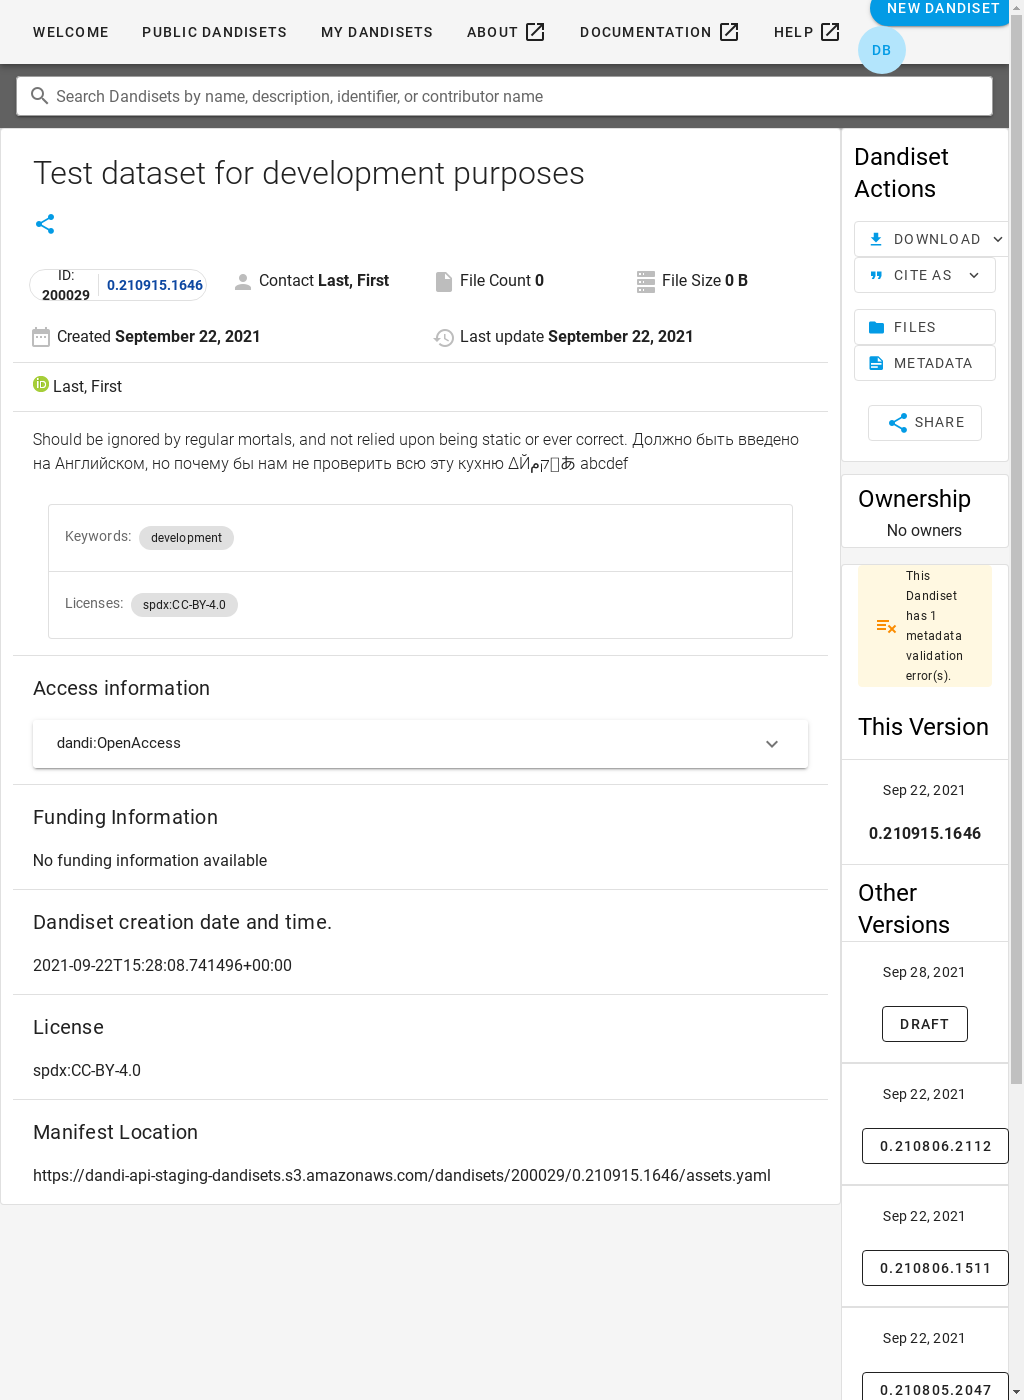 WELCOME PUBLIC DANDISETS MY DANDISETS ABOUT DOCUMENTATION HELP NEW DANDISET
DB
Search Dandisets by name, description, identifier, or contributor name
Test dataset for development purposes
ID: 200029 0.210915.1646 Contact Last, First File Count 0 File Size 0 B
Created September 22, 2021 Last update September 22, 2021
iD Last, First
Should be ignored by regular mortals, and not relied upon being static or ever correct. Должно быть введено
на Английском, но почему бы нам не проверить всю эту кухню ΔЙקم あ abcdef
Keywords: development
Licenses: spdx:CC-BY-4.0
Access information
dandi:OpenAccess
Funding Information
No funding information available
Dandiset creation date and time.
2021-09-22T15:28:08.741496+00:00
License
spdx:CC-BY-4.0
Manifest Location
https://dandi-api-staging-dandisets.s3.amazonaws.com/dandisets/200029/0.210915.1646/assets.yaml
Dandiset
Actions
DOWNLOAD
CITE AS
FILES
METADATA
SHARE
Ownership
No owners
This
Dandiset
has 1
metadata
validation
error(s).
This Version
Sep 22, 2021
0.210915.1646
Other
Versions
Sep 28, 2021
DRAFT
Sep 22, 2021
0.210806.2112
Sep 22, 2021
0.210806.1511
Sep 22, 2021
0.210805.2047